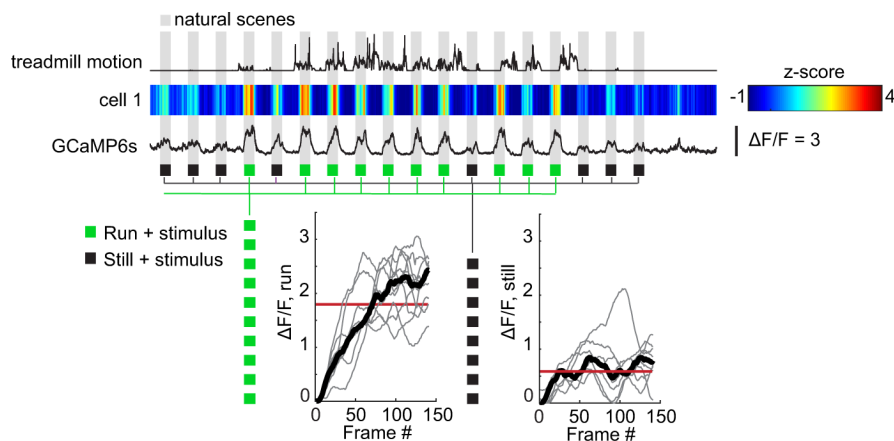 natural scenes
treadmill motion
z-score
cell 1
-1
4
GCaMP6s
ΔF/F = 3
Run + stimulus
Still + stimulus
ΔF/F, run
3
2
1
0
0
50
100
150
Frame #
ΔF/F, still
3
2
1
0
0
50
100
150
Frame #